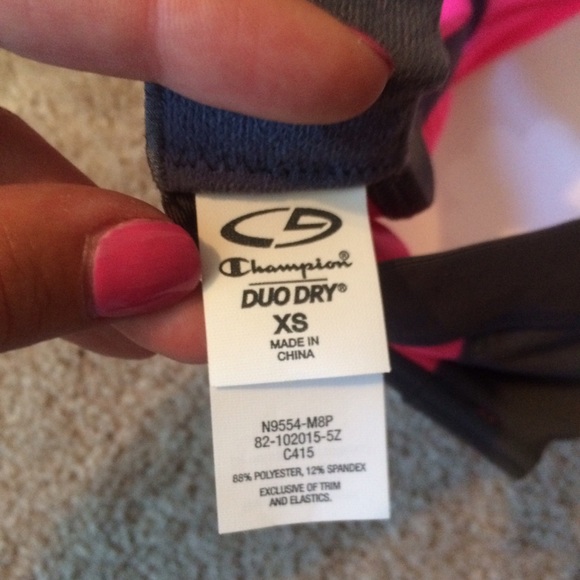 C9
Champion®
DUO DRY®
XS
MADE IN
CHINA
N9554-M8P
82-102015-5Z
C415
88% POLYESTER, 12% SPANDEX
EXCLUSIVE OF TRIM
AND ELASTICS.